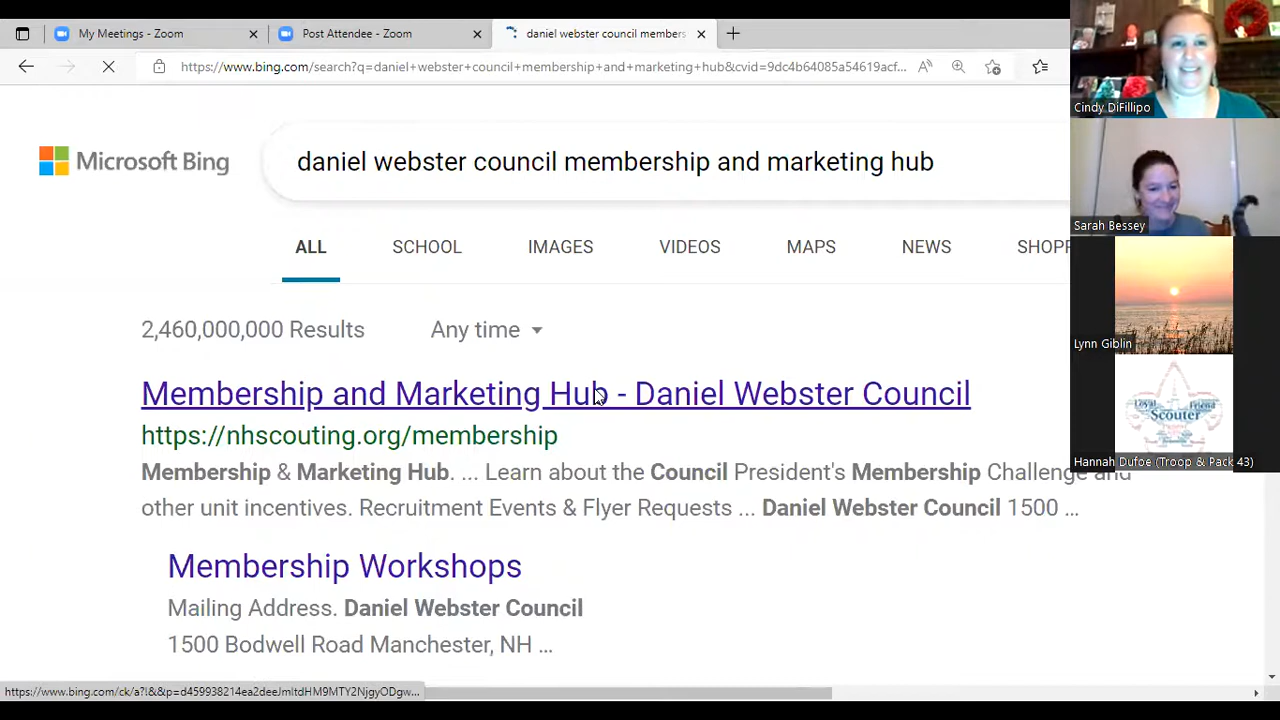 My Meetings - Zoom
Post Attendee - Zoom
daniel webster council members
https://www.bing.com/search?q=daniel+webster+council+membership+and+marketing+hub&cvid=9dc4b64085a54619acf...
Microsoft Bing
daniel webster council membership and marketing hub
ALL
SCHOOL
IMAGES
VIDEOS
MAPS
NEWS
SHOPP
2,460,000,000 Results
Any time
Membership and Marketing Hub - Daniel Webster Council
https://nhscouting.org/membership
Membership & Marketing Hub. ... Learn about the Council President's Membership Challenge and
other unit incentives. Recruitment Events & Flyer Requests ... Daniel Webster Council 1500 ...
Membership Workshops
Mailing Address. Daniel Webster Council
1500 Bodwell Road Manchester, NH ...
Cindy DiFillipo
Sarah Bessey
Lynn Giblin
Loyal
Friend
Scouter
Hannah Dufoe (Troop & Pack 43)